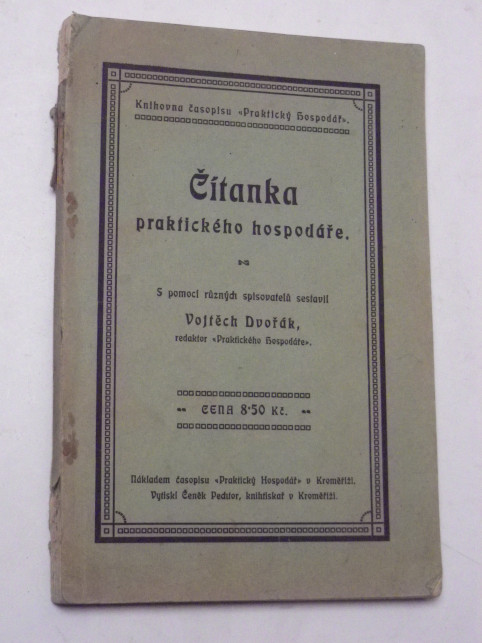 Knihovna časopisu «Praktický Hospodář».
Čítanka
praktického hospodáře.
S pomocí různých spisovatelů sestavil
Vojtěch Dvořák,
redaktor «Praktického Hospodáře».
CENA 8·50 Kč.
Nákladem časopisu «Praktický Hospodář» v Kroměříži.
Vytiskl Čeněk Pechtor, knihtiskař v Kroměříži.